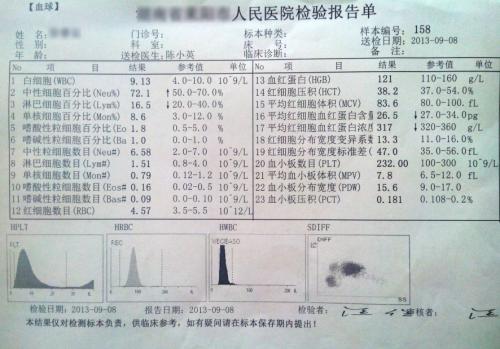 【血球】
人民医院检验报告单
姓名： 门诊号： 标本种类： 样本编号：158
性别： 科室： 床号： 送检日期：2013-09-08
年龄： 送检医生：陈小英 临床诊断： 备注：
No 项目 结果 参考值 单位 No 项目 结果 参考值 单位
1 白细胞(WBC) 9.13 4.0-10.0 10^9/L 13 血红蛋白(HGB) 121 110-160 g/L
2 中性细胞百分比(Neu%) 72.1 ↑50.0-70.0% 14 红细胞压积(HCT) 38.2 37.0-54.0%
3 淋巴细胞百分比(Lym%) 16.5 ↓20.0-40.0% 15 平均红细胞体积(MCV) 83.6 80.0-100. fL
4 单核细胞百分比(Mon%) 8.6 3.0-12.0 % 16 平均红细胞血红蛋白含量 26.5 ↓27.0-34.0 pg
5 嗜酸性粒细胞百分比(Eo 1.8 0.5-5.0 % 17 平均红细胞血红蛋白浓度 317 ↓320-360 g/L
6 嗜碱性粒细胞百分比(Ba 1.0 0.0-1.0 % 18 红细胞分布宽度变异系数 13.3 11.0-16.0%
7 中性细胞数目(Neu#) 6.58 2.0-7.0 10^9/L 19 红细胞分布宽度标准差( 47.0 35.0-56.0 fL
8 淋巴细胞数目(Lym#) 1.51 0.8-4.0 10^9/L 20 血小板数目(PLT) 232.00 100-300 10^9/L
9 单核细胞数目(Mon#) 0.79 0.12-1.2 10^9/L 21 平均血小板体积(MPV) 7.8 6.5-12.0 fL
10 嗜酸性粒细胞数目(Eos# 0.16 0.02-0.5 10^9/L 22 血小板分布宽度(PDW) 15.6 9.0-17.0
11 嗜碱性粒细胞数目(Bas# 0.09 0.0-0.10 10^9/L 23 血小板压积(PCT) 0.181 0.108-0.2 %
12 红细胞数目(RBC) 4.57 3.5-5.5 10^12/L
HPLT HRBC HWBC SDIFF
PLT RBC WBC/BASO DIFF
SS
检验日期：2013-09-08 报告日期：2013-09-08 检验者： 核者：
本结果仅对检测标本负责，供临床参考，如有疑问请在标本保存期内提出！